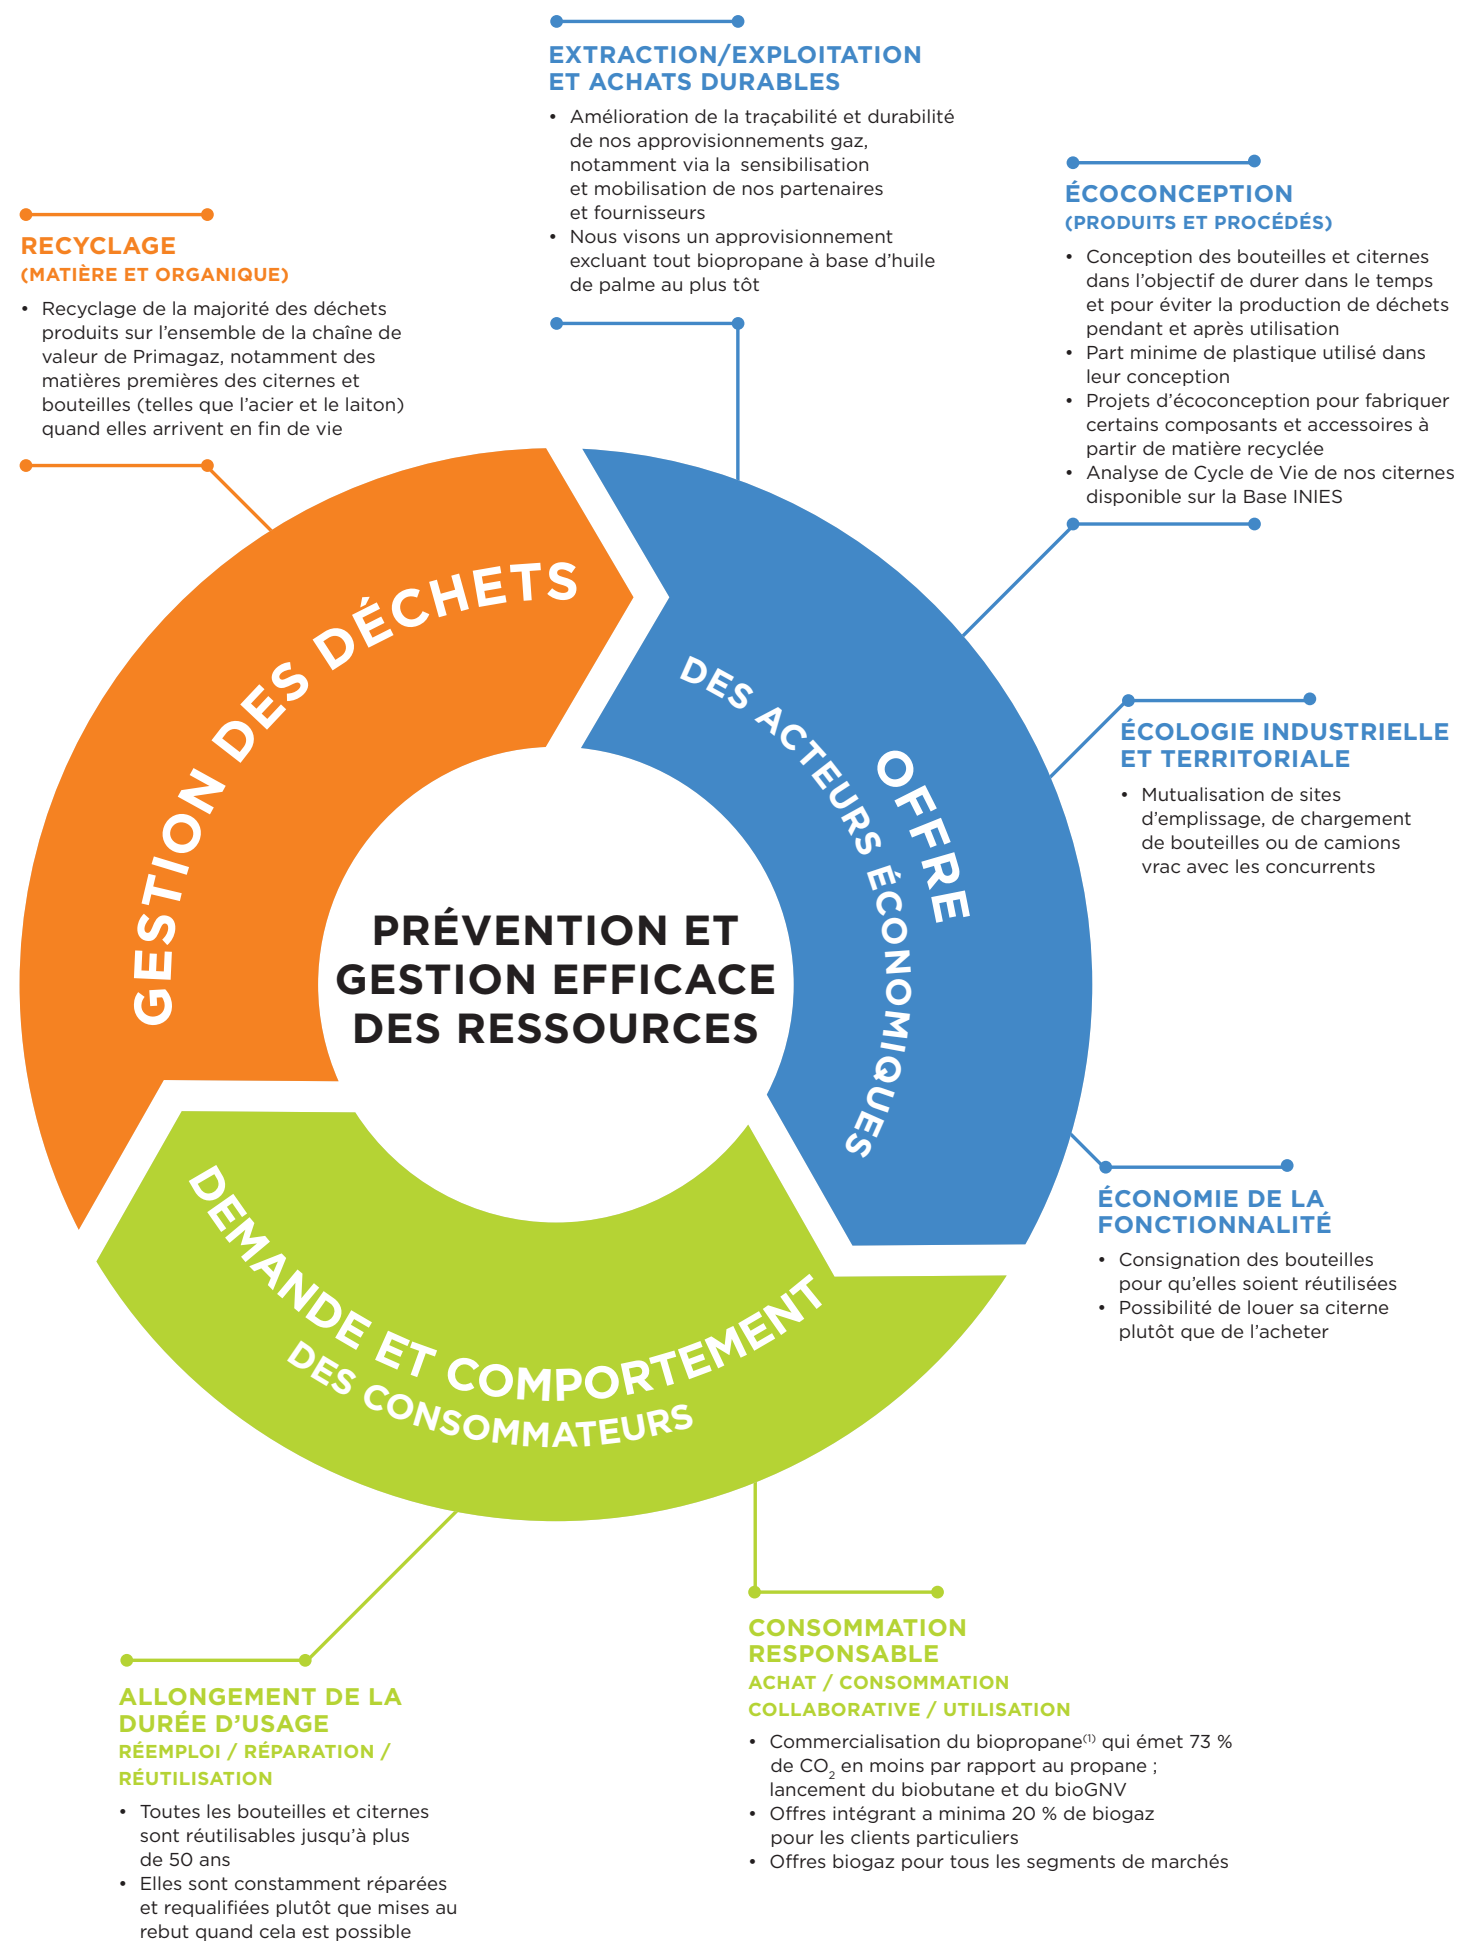 EXTRACTION/EXPLOITATION
ET ACHATS DURABLES
• Amélioration de la traçabilité et durabilité
de nos approvisionnements gaz,
notamment via la sensibilisation
et mobilisation de nos partenaires
et fournisseurs
• Nous visons un approvisionnement
excluant tout biopropane à base d’huile
de palme au plus tôt
ÉCOCONCEPTION
(PRODUITS ET PROCÉDÉS)
• Conception des bouteilles et citernes
dans l’objectif de durer dans le temps
et pour éviter la production de déchets
pendant et après utilisation
• Part minime de plastique utilisé dans
leur conception
• Projets d’écoconception pour fabriquer
certains composants et accessoires à
partir de matière recyclée
• Analyse de Cycle de Vie de nos citernes
disponible sur la Base INIES
RECYCLAGE
(MATIÈRE ET ORGANIQUE)
• Recyclage de la majorité des déchets
produits sur l’ensemble de la chaîne de
valeur de Primagaz, notamment des
matières premières des citernes et
bouteilles (telles que l’acier et le laiton)
quand elles arrivent en fin de vie
GESTION DES DÉCHETS
OFFRE
DES ACTEURS ÉCONOMIQUES
ÉCOLOGIE INDUSTRIELLE
ET TERRITORIALE
• Mutualisation de sites
d’emplissage, de chargement
de bouteilles ou de camions
vrac avec les concurrents
PRÉVENTION ET
GESTION EFFICACE
DES RESSOURCES
ÉCONOMIE DE LA
FONCTIONNALITÉ
• Consignation des bouteilles
pour qu’elles soient réutilisées
• Possibilité de louer sa citerne
plutôt que de l’acheter
DEMANDE ET COMPORTEMENT
DES CONSOMMATEURS
CONSOMMATION
RESPONSABLE
ACHAT / CONSOMMATION
COLLABORATIVE / UTILISATION
• Commercialisation du biopropane⁽¹⁾ qui émet 73 %
de CO₂ en moins par rapport au propane ;
lancement du biobutane et du bioGNV
• Offres intégrant a minima 20 % de biogaz
pour les clients particuliers
• Offres biogaz pour tous les segments de marchés
ALLONGEMENT DE LA
DURÉE D’USAGE
RÉEMPLOI / RÉPARATION /
RÉUTILISATION
• Toutes les bouteilles et citernes
sont réutilisables jusqu’à plus
de 50 ans
• Elles sont constamment réparées
et requalifiées plutôt que mises au
rebut quand cela est possible